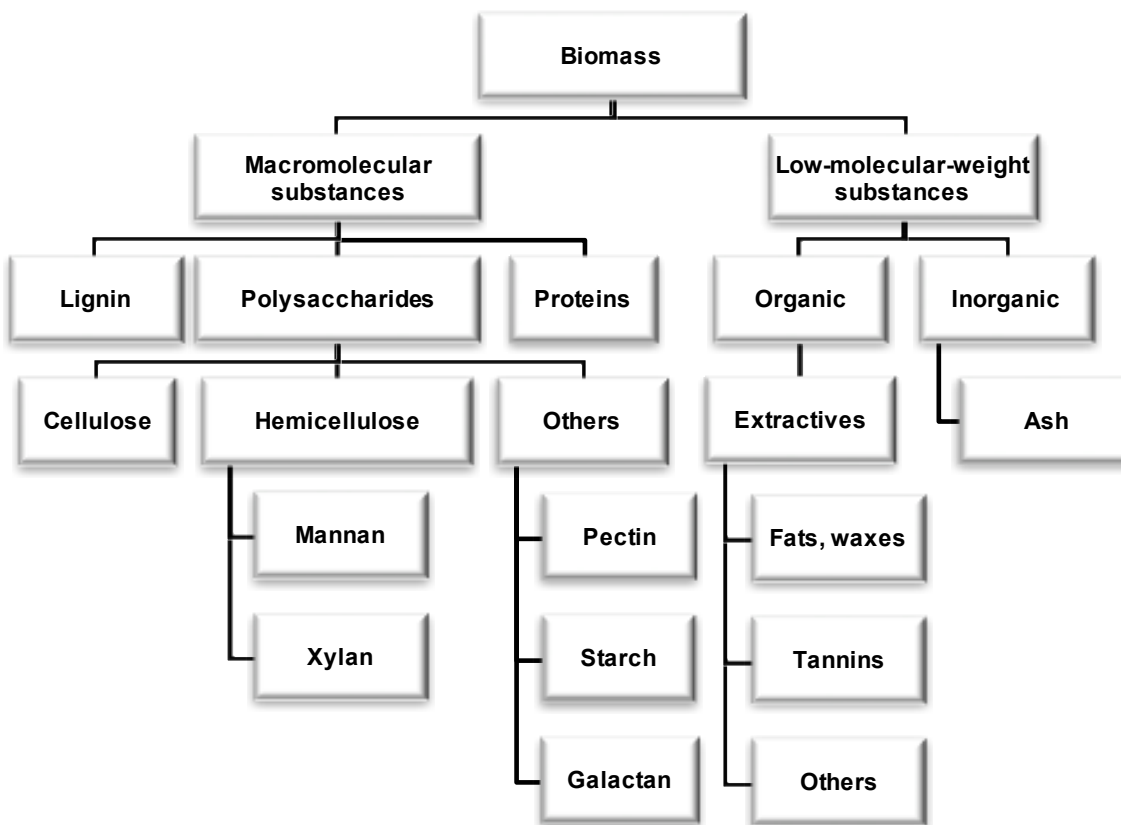 Biomass
Macromolecular
substances
Low-molecular-weight
substances
Lignin
Polysaccharides
Proteins
Organic
Inorganic
Cellulose
Hemicellulose
Others
Extractives
Ash
Mannan
Pectin
Fats, waxes
Xylan
Starch
Tannins
Galactan
Others